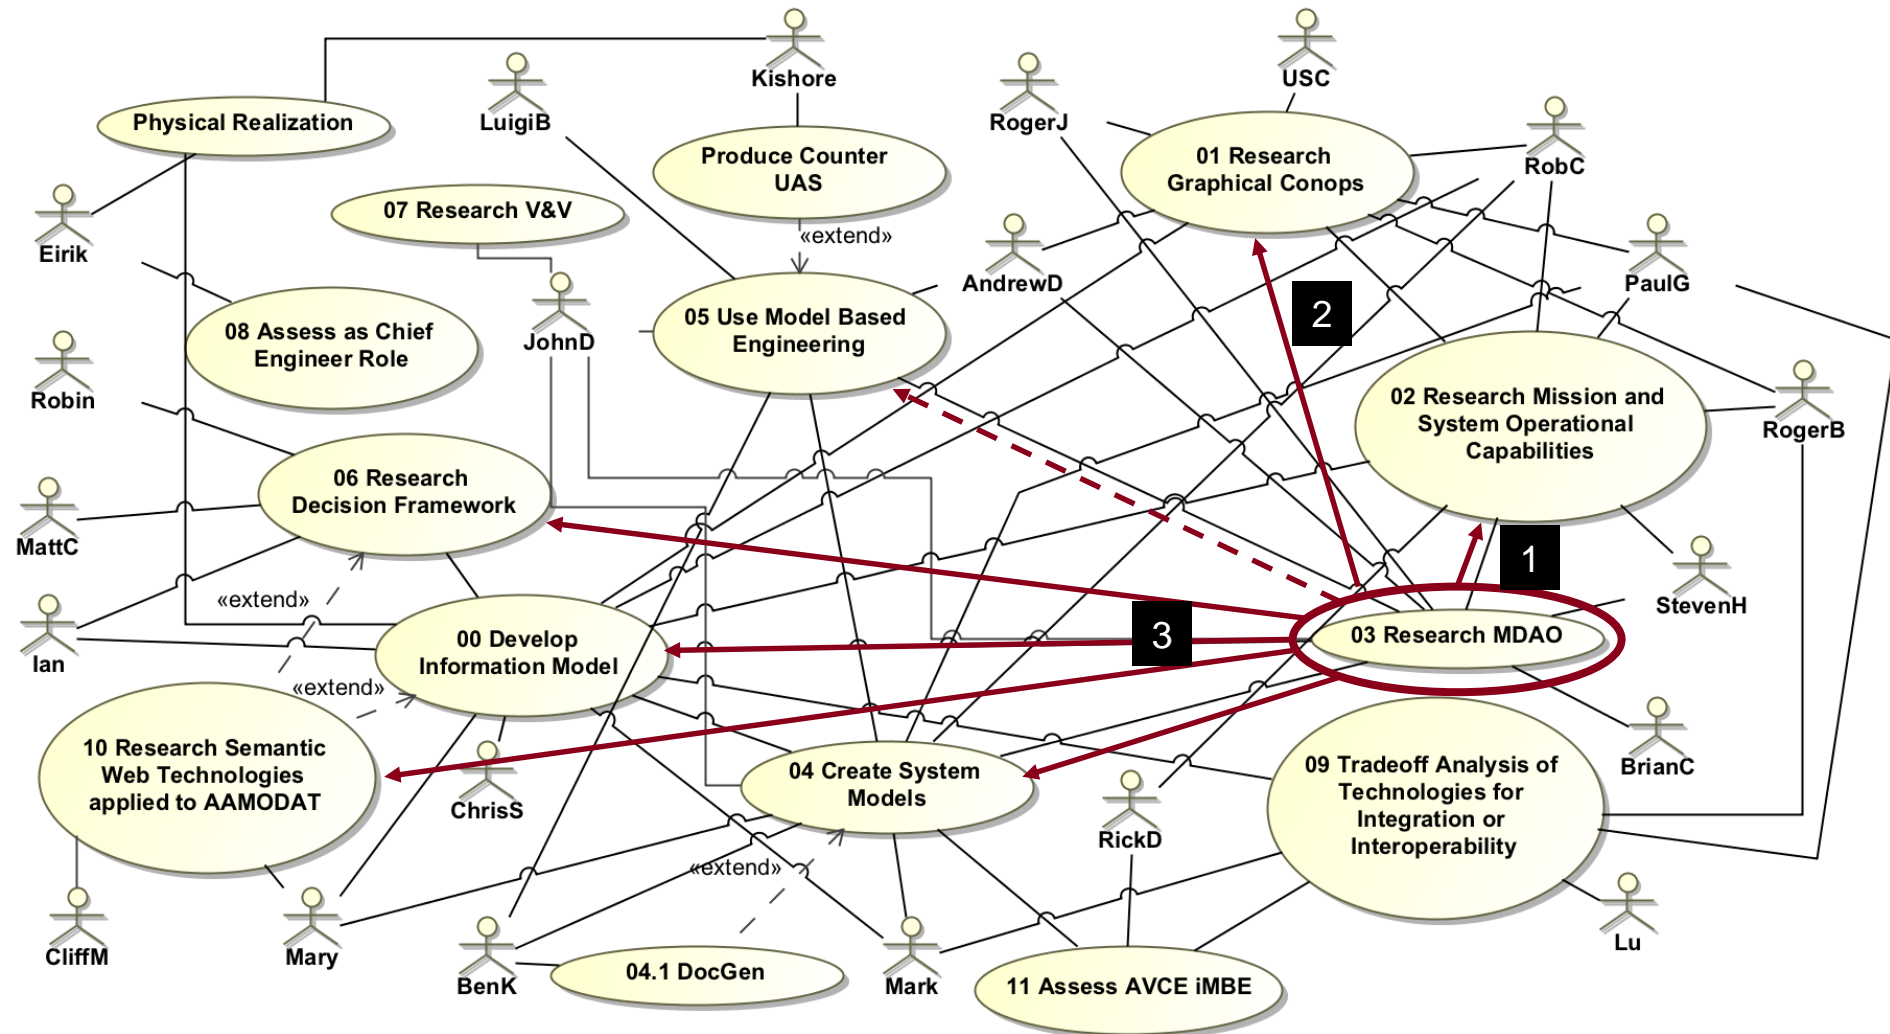 Kishore
USC
LuigiB
RogerJ
Physical Realization
Produce Counter
UAS
01 Research
Graphical Conops
RobC
07 Research V&V
«extend»
Eirik
AndrewD
PaulG
08 Assess as Chief
Engineer Role
JohnD
05 Use Model Based
Engineering
2
Robin
02 Research Mission and
System Operational
Capabilities
RogerB
06 Research
Decision Framework
MattC
1
«extend»
StevenH
Ian
00 Develop
Information Model
3
03 Research MDAO
«extend»
10 Research Semantic
Web Technologies
applied to AAMODAT
ChrisS
04 Create System
Models
RickD
BrianC
09 Tradeoff Analysis of
Technologies for
Integration or
Interoperability
«extend»
CliffM
Mary
BenK
04.1 DocGen
Mark
11 Assess AVCE iMBE
Lu